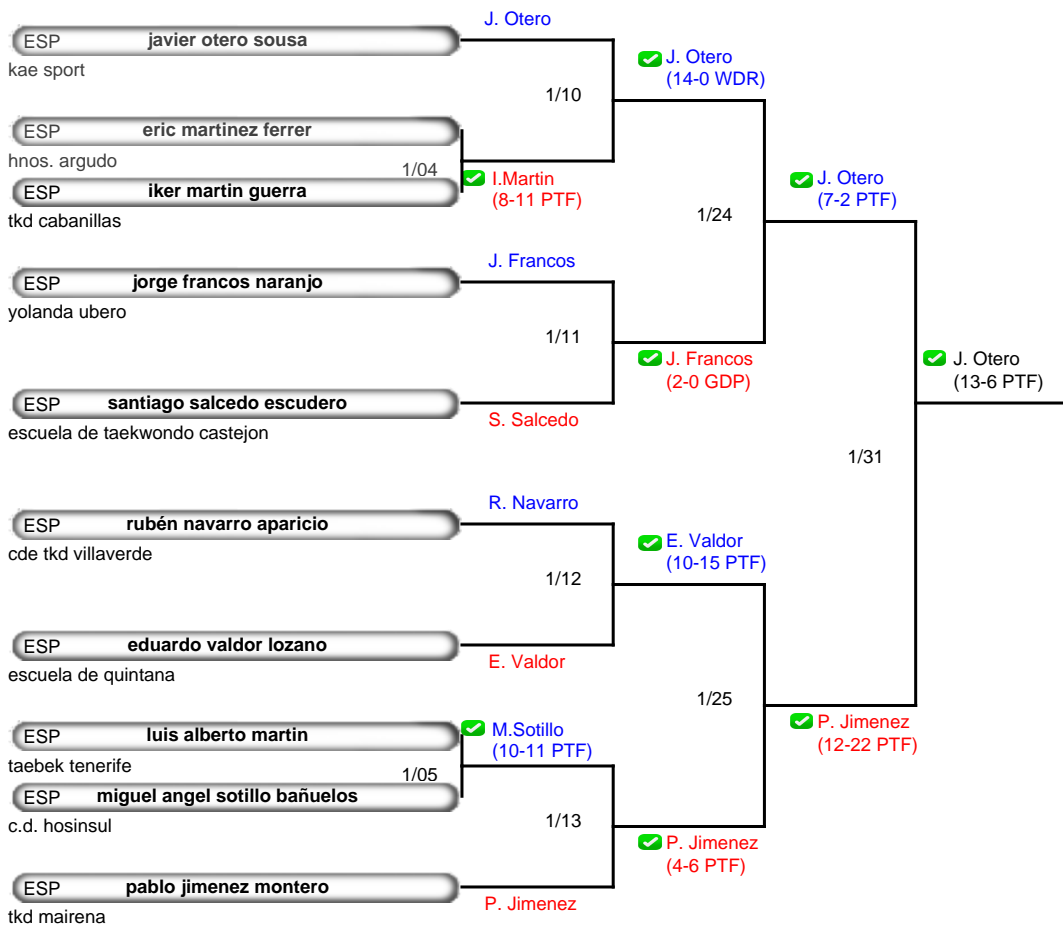 J. Otero
ESP javier otero sousa
kae sport
J. Otero
(14-0 WDR)
1/10
ESP eric martinez ferrer
hnos. argudo
1/04
I.Martin
(8-11 PTF)
ESP iker martin guerra
tkd cabanillas
J. Otero
(7-2 PTF)
1/24
J. Francos
ESP jorge francos naranjo
yolanda ubero
1/11
J. Francos
(2-0 GDP)
J. Otero
(13-6 PTF)
ESP santiago salcedo escudero
S. Salcedo
escuela de taekwondo castejon
1/31
R. Navarro
ESP rubén navarro aparicio
cde tkd villaverde
E. Valdor
(10-15 PTF)
1/12
ESP eduardo valdor lozano
E. Valdor
escuela de quintana
1/25
ESP luis alberto martin
M.Sotillo
(10-11 PTF)
taebek tenerife
1/05
P. Jimenez
(12-22 PTF)
ESP miguel angel sotillo bañuelos
c.d. hosinsul
1/13
P. Jimenez
(4-6 PTF)
ESP pablo jimenez montero
P. Jimenez
tkd mairena